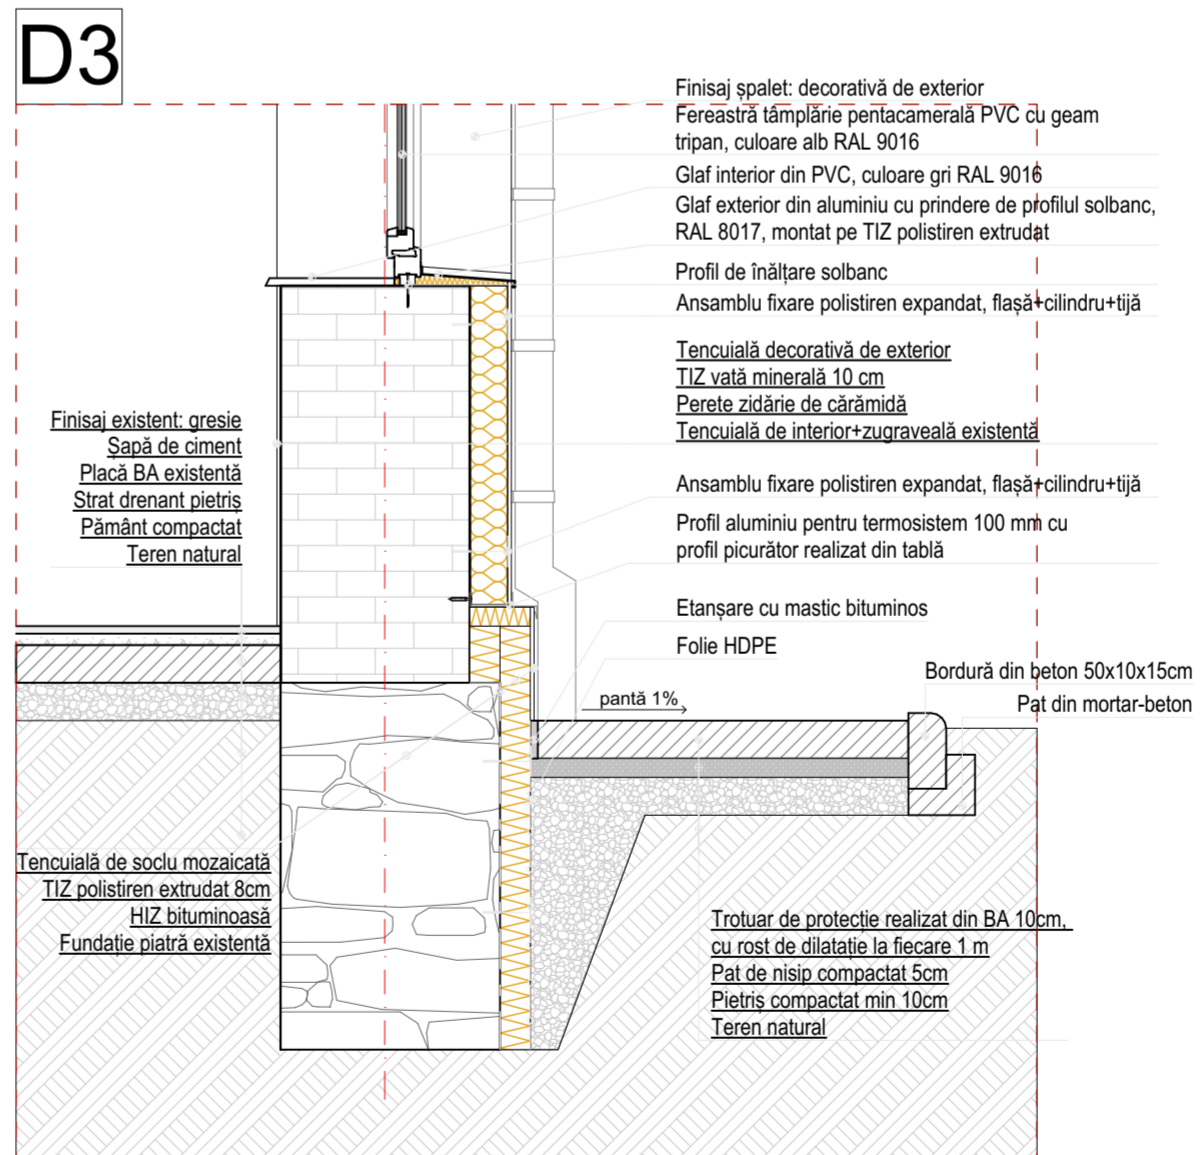 D3
Finisaj șpalet: decorativă de exterior
Fereastră tâmplărie pentacamerală PVC cu geam
tripan, culoare alb RAL 9016
Glaf interior din PVC, culoare gri RAL 9016
Glaf exterior din aluminiu cu prindere de profilul solbanc,
RAL 8017, montat pe TIZ polistiren extrudat
Profil de înălțare solbanc
Ansamblu fixare polistiren expandat, flașă+cilindru+tijă
Tencuială decorativă de exterior
TIZ vată minerală 10 cm
Perete zidărie de cărămidă
Tencuială de interior+zugraveală existentă
Finisaj existent: gresie
Șapă de ciment
Placă BA existentă
Strat drenant pietriș
Pământ compactat
Teren natural
Ansamblu fixare polistiren expandat, flașă+cilindru+tijă
Profil aluminiu pentru termosistem 100 mm cu
profil picurător realizat din tablă
Etanșare cu mastic bituminos
Folie HDPE
Bordură din beton 50x10x15cm
Pat din mortar-beton
pantă 1%
Tencuială de soclu mozaicată
TIZ polistiren extrudat 8cm
HIZ bituminoasă
Fundație piatră existentă
Trotuar de protecție realizat din BA 10cm,
cu rost de dilatație la fiecare 1 m
Pat de nisip compactat 5cm
Pietriș compactat min 10cm
Teren natural